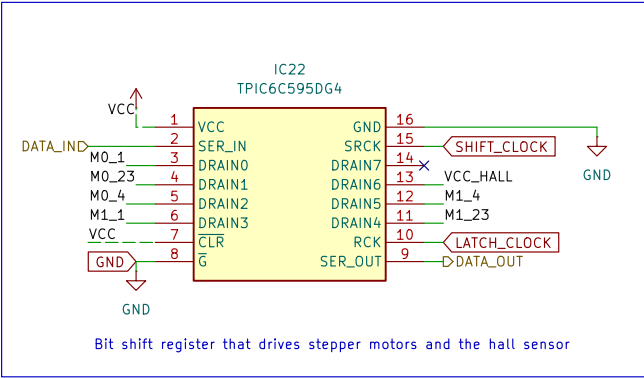 IC22
TPIC6C595DG4
VCC
1 VCC GND 16
DATA_IN 2 SER_IN SRCK 15 SHIFT_CLOCK
M0_1 3 DRAIN0 DRAIN7 14
M0_23 4 DRAIN1 DRAIN6 13 VCC_HALL
M0_4 5 DRAIN2 DRAIN5 12 M1_4
M1_1 6 DRAIN3 DRAIN4 11 M1_23
VCC 7 CLR RCK 10 LATCH_CLOCK
GND 8 G SER_OUT 9 DATA_OUT
GND
GND
Bit shift register that drives stepper motors and the hall sensor